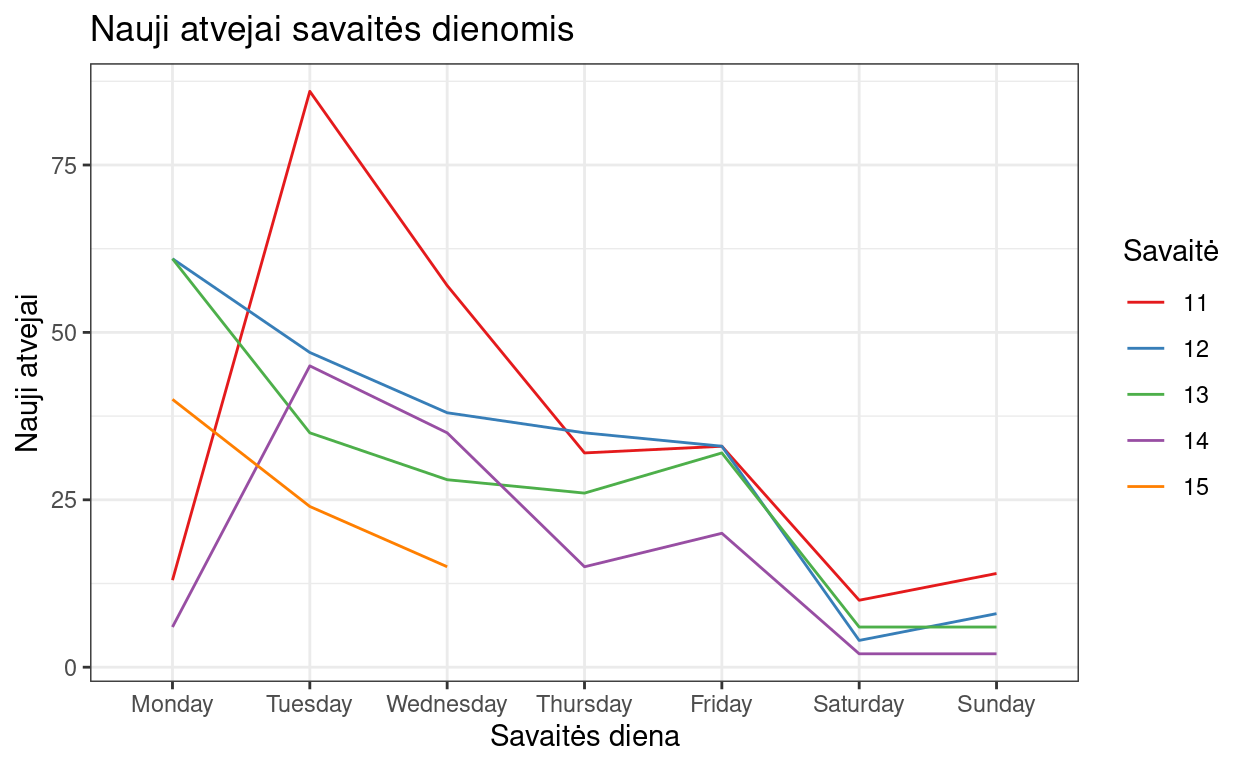 Nauji atvejai savaitės dienomis
Nauji atvejai
75
50
25
0
Monday Tuesday Wednesday Thursday Friday Saturday Sunday
Savaitės diena
Savaitė
11
12
13
14
15